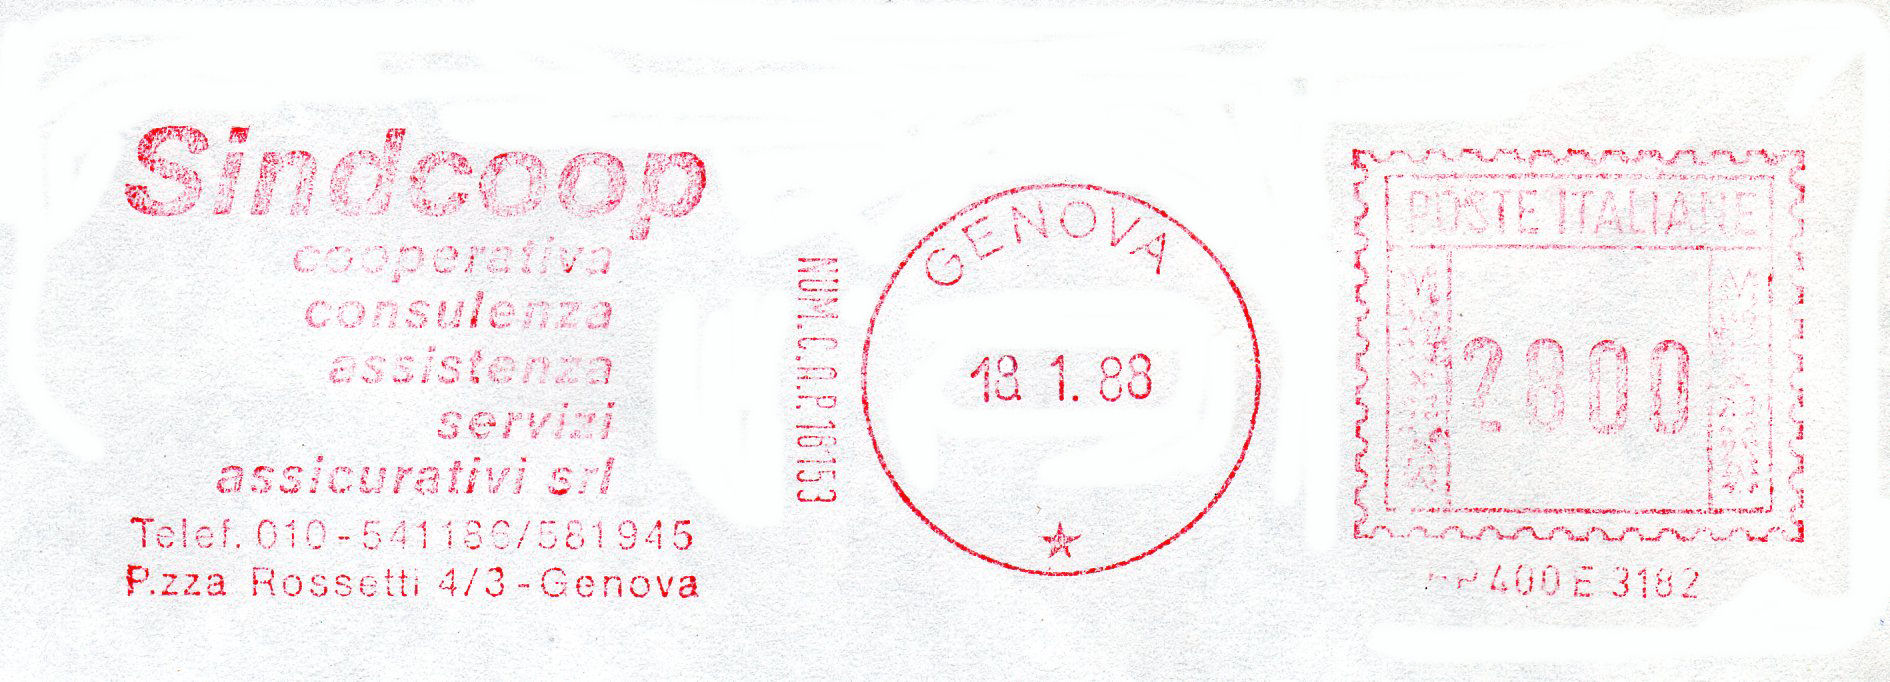 Sindcoop
cooperativa
consulenza
assistenza
servizi
assicurativi srl
Telef. 010-541186/581945
P.zza Rossetti 4/3-Genova
NUM.C.A.P. 16153
GENOVA
18. 1. 88
POSTE ITALIANE
2800
400 E 3182